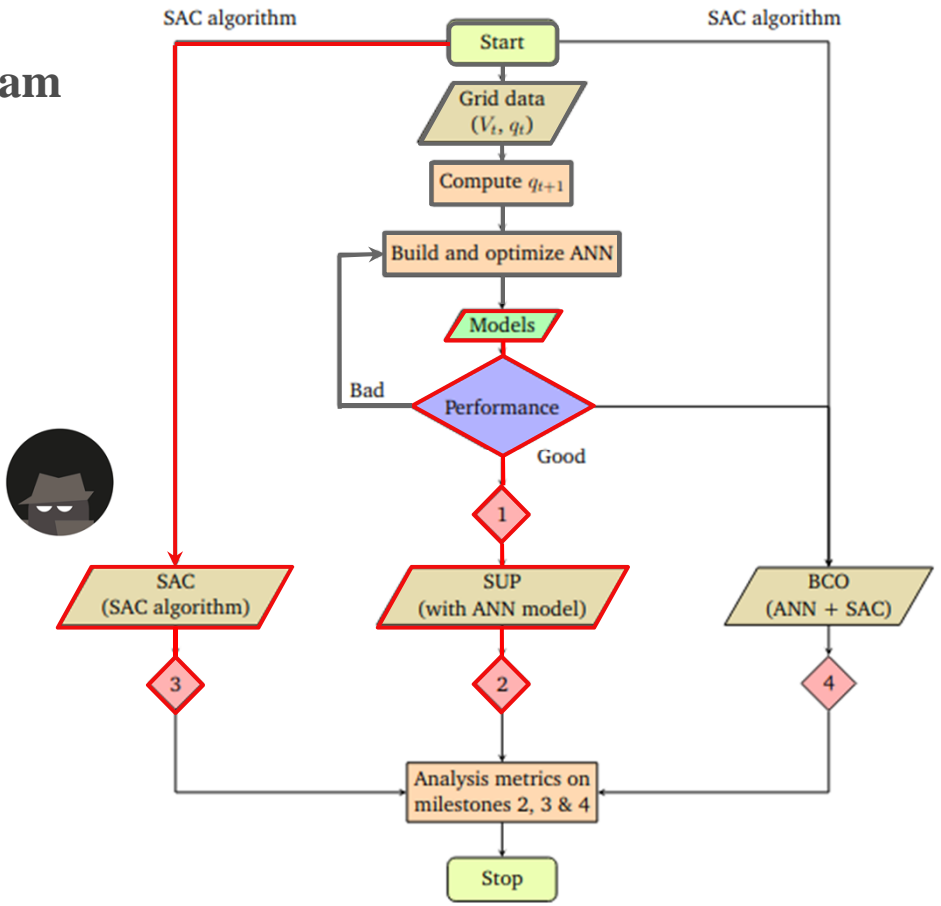 SAC algorithm
SAC algorithm
Start
am
Grid data
(V_t, q_t)
Compute q_{t+1}
Build and optimize ANN
Models
Bad
Performance
Good
1
SAC
(SAC algorithm)
SUP
(with ANN model)
BCO
(ANN + SAC)
3
2
4
Analysis metrics on
milestones 2, 3 & 4
Stop